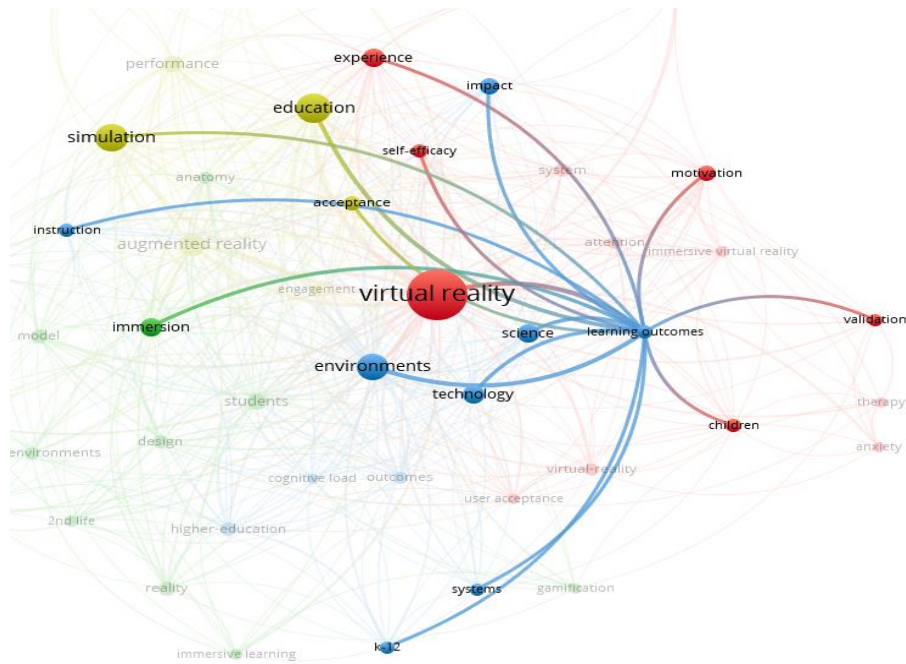 experience
performance
impact
education
simulation
self-efficacy
system
motivation
anatomy
acceptance
instruction
augmented reality
attention
immersive virtual reality
engagement
virtual reality
immersion
science
learning outcomes
validation
model
environments
technology
students
therapy
children
design
anxiety
environments
virtual-reality
cognitive load
outcomes
user acceptance
2nd life
higher-education
reality
systems
gamification
k-12
immersive learning